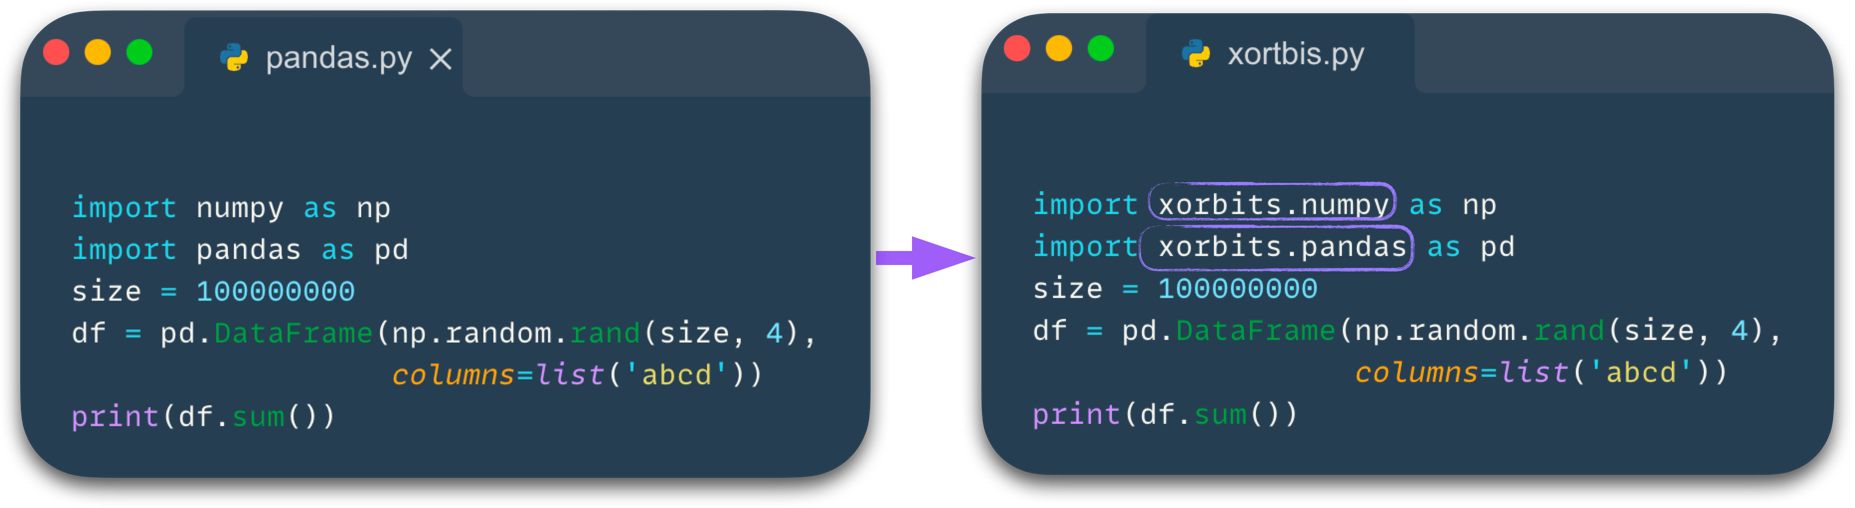 pandas.py
import numpy as np
import pandas as pd
size = 100000000
df = pd.DataFrame(np.random.rand(size, 4),
columns=list('abcd'))
print(df.sum())
xortbis.py
import xorbits.numpy as np
import xorbits.pandas as pd
size = 100000000
df = pd.DataFrame(np.random.rand(size, 4),
columns=list('abcd'))
print(df.sum())